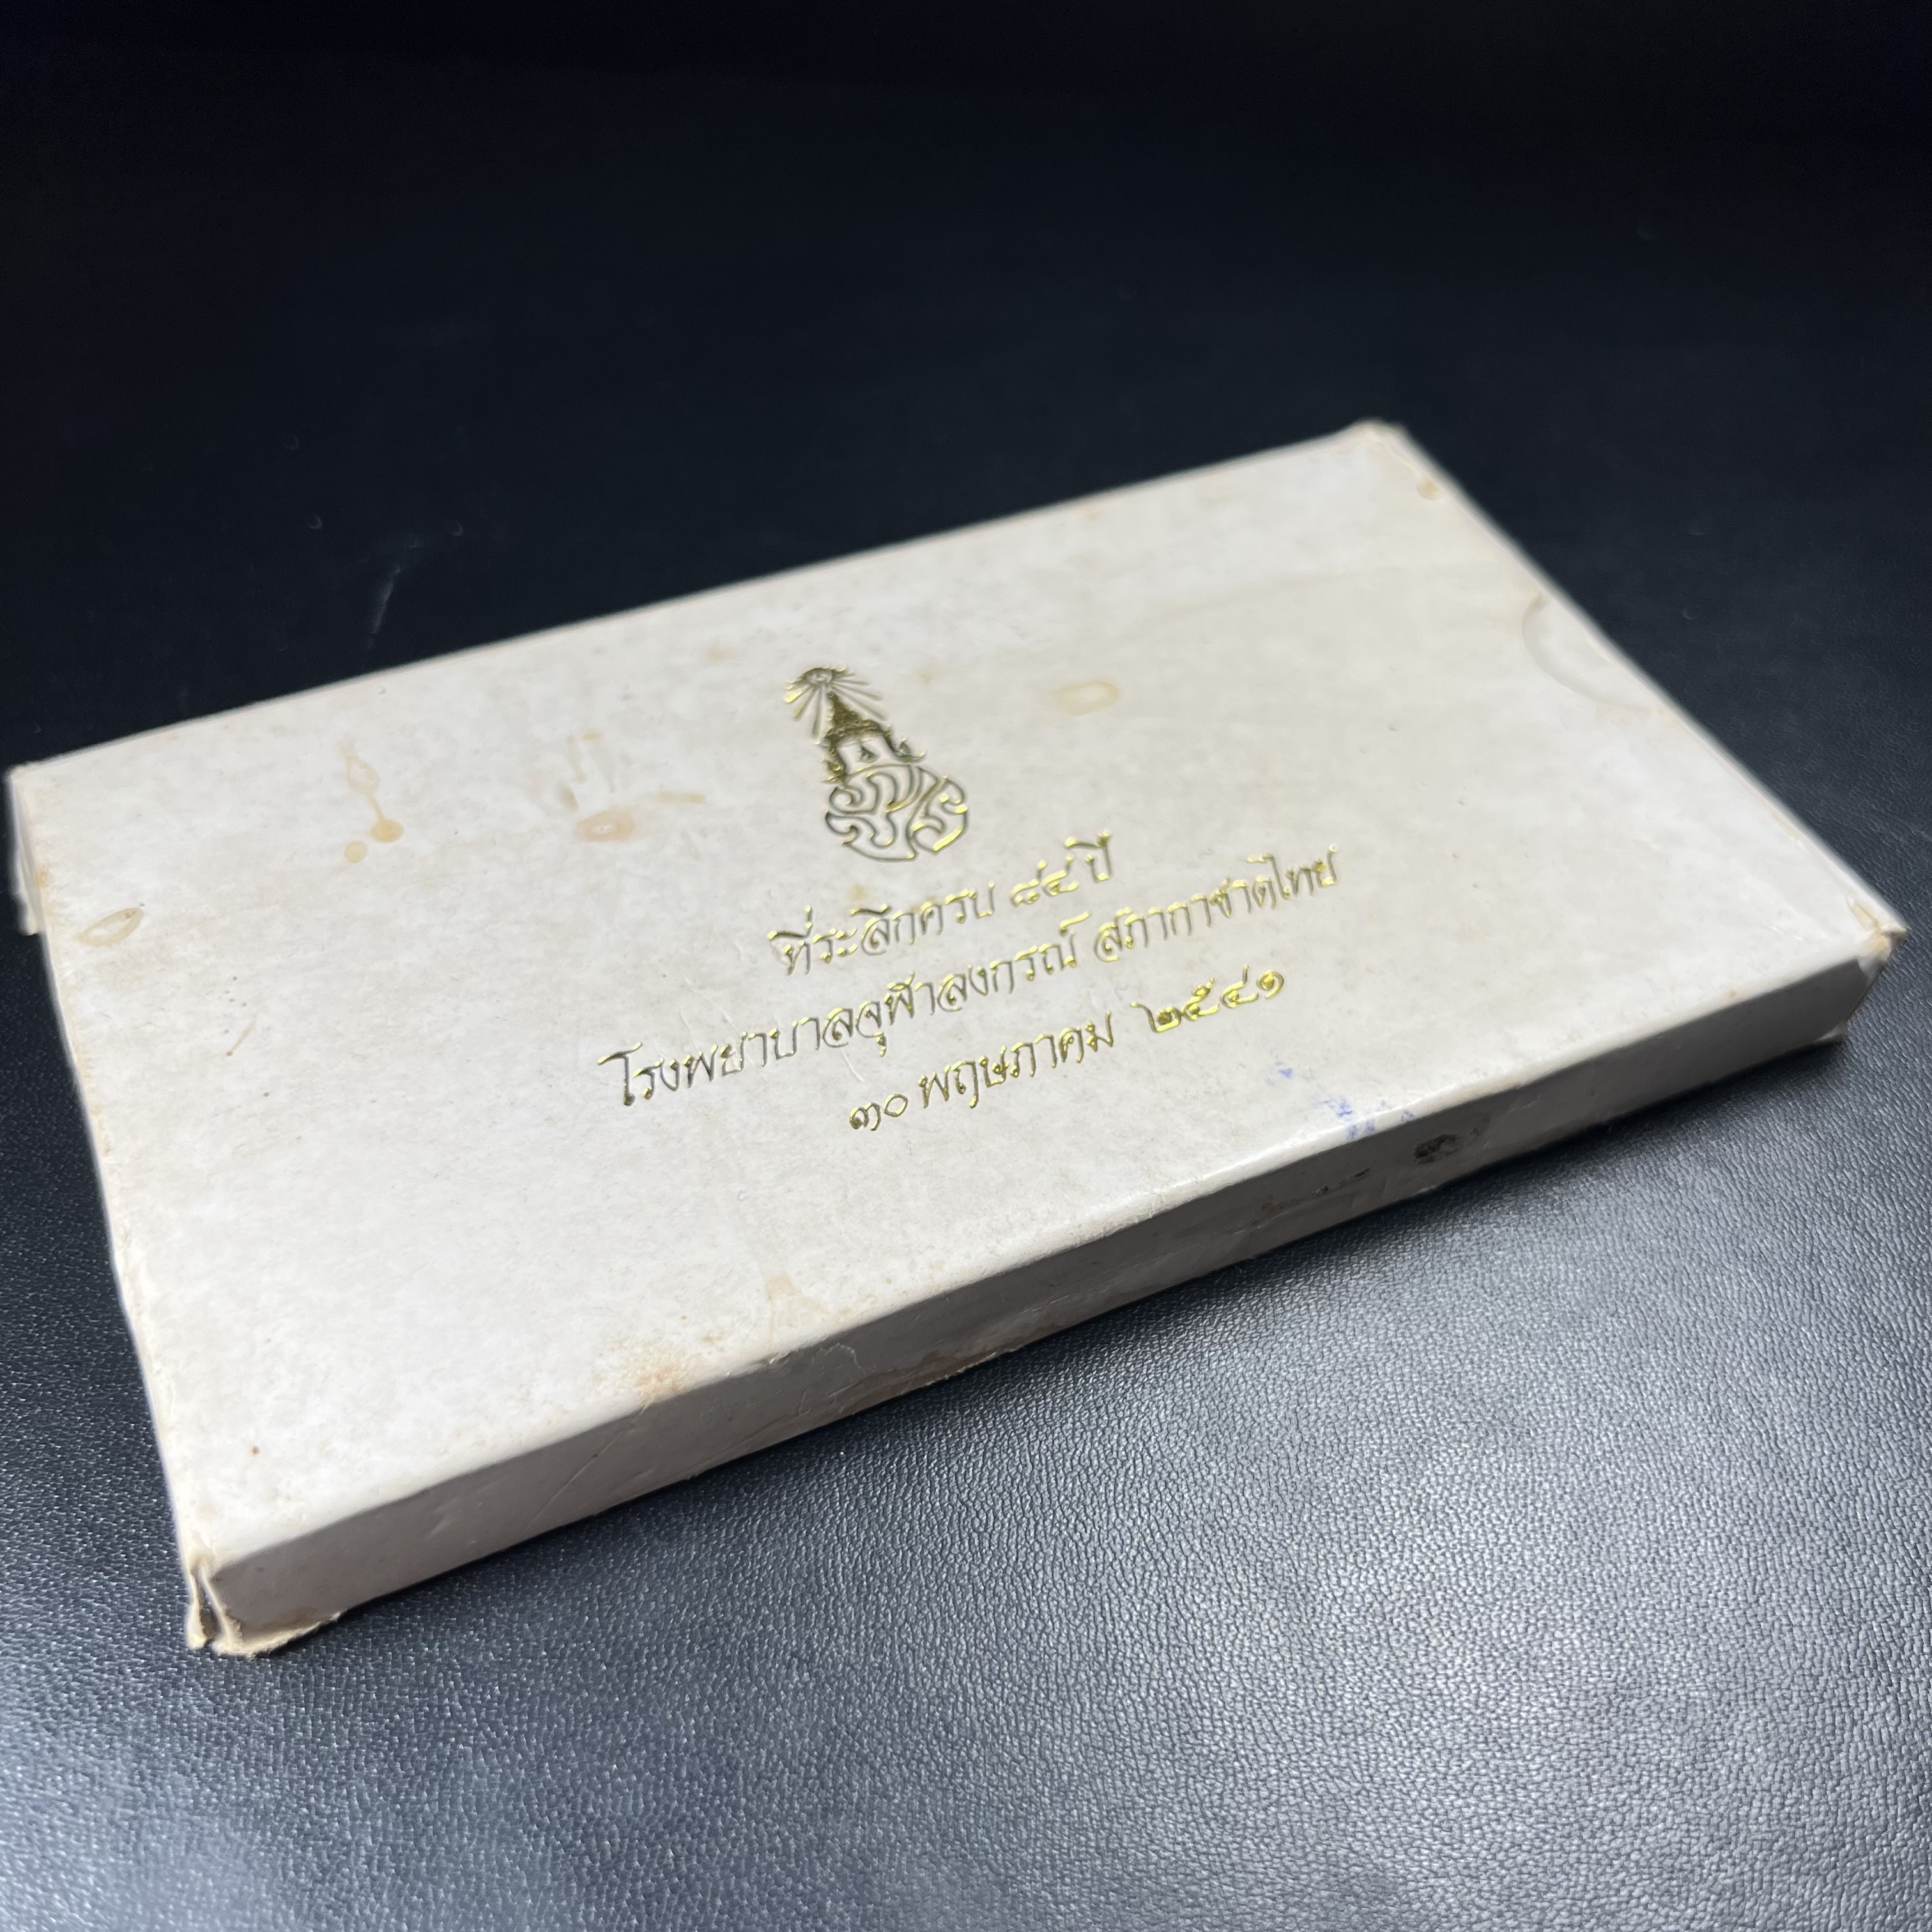 ที่ระลึกครบ ๘๔ ปี
โรงพยาบาลจุฬาลงกรณ์ สภากาชาดไทย
๓๐ พฤษภาคม ๒๕๔๑